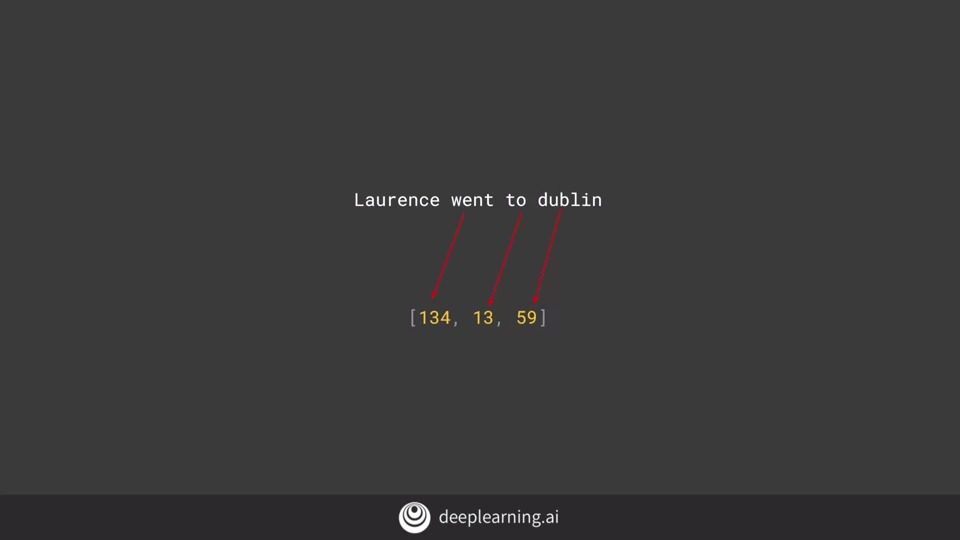 Laurence went to dublin
[134, 13, 59]
deeplearning.ai